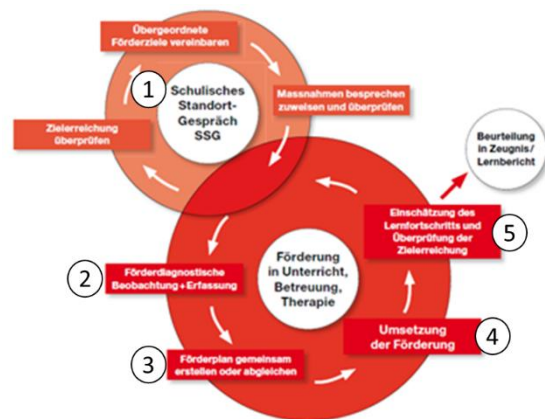 Übergeordnete
Förderziele vereinbaren
1
Schulisches
Standort-
Gespräch
SSG
Massnahmen besprechen
zuweisen und überprüfen
Zielerreichung
überprüfen
Beurteilung
in Zeugnis/
Lernbericht
Einschätzung des
Lernfortschritts und
Überprüfung der
Zielerreichung
5
2
Förderdiagnostische
Beobachtung+Erfassung
Förderung
in Unterricht,
Betreuung,
Therapie
3
Förderplan gemeinsam
erstellen oder abgleichen
Umsetzung
der Förderung
4